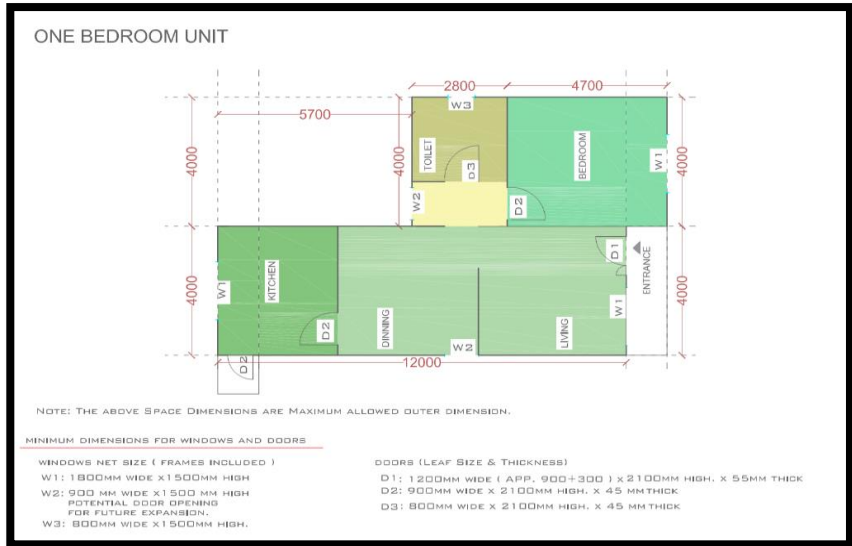 ONE BEDROOM UNIT
2800
4700
5700
W3
4000
4000
4000
TOILET
D3
BEDROOM
W1
W2
D2
D1
ENTRANCE
4000
W1
KITCHEN
D2
DINNING
W2
LIVING
W1
4000
D2
12000
NOTE: THE ABOVE SPACE DIMENSIONS ARE MAXIMUM ALLOWED OUTER DIMENSION.
MINIMUM DIMENSIONS FOR WINDOWS AND DOORS
WINDOWS NET SIZE ( FRAMES INCLUDED )
W1: 1800MM WIDE X1500MM HIGH
W2: 900 MM WIDE X1500 MM HIGH
POTENTIAL DOOR OPENING
FOR FUTURE EXPANSION.
W3: 800MM WIDE X1500MM HIGH.
DOORS (LEAF SIZE & THICKNESS)
D1: 1200MM WIDE ( APP. 900+300 ) X 2100MM HIGH. X 55MM THICK
D2: 900MM WIDE X 2100MM HIGH. X 45 MM THICK
D3: 800MM WIDE X 2100MM HIGH. X 45 MM THICK